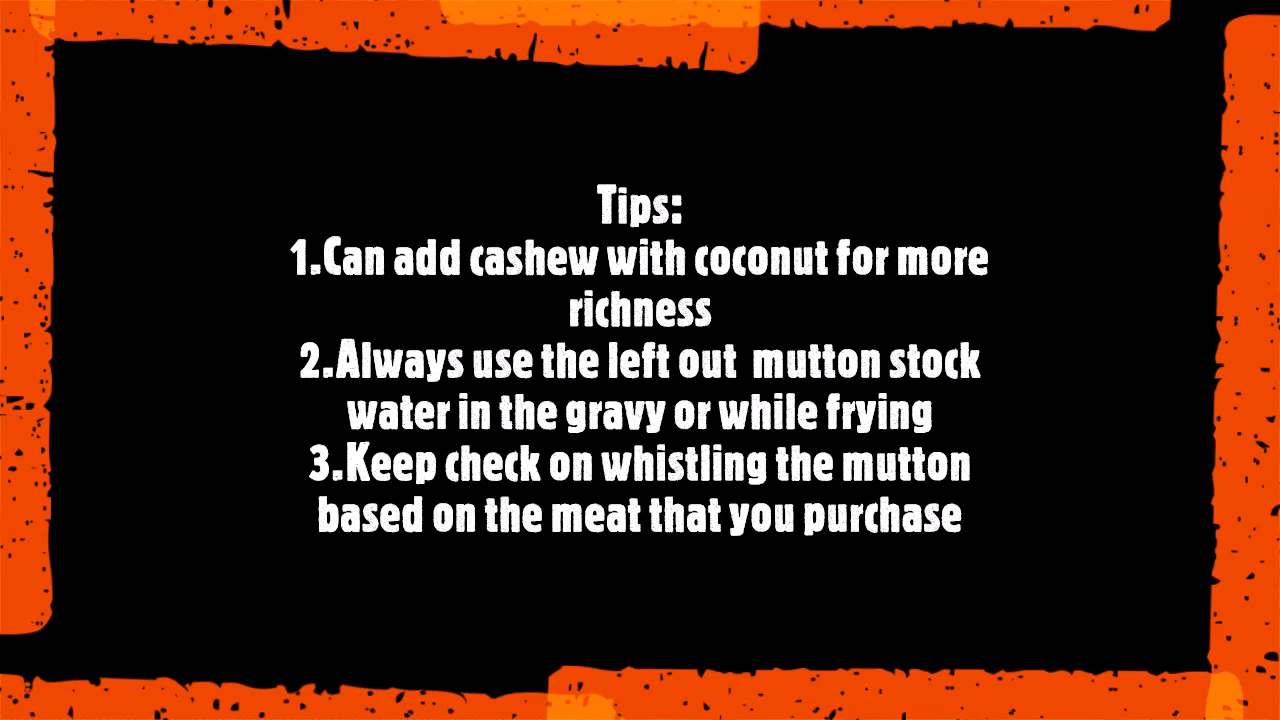 Tips:
1.Can add cashew with coconut for more
richness
2.Always use the left out  mutton stock
water in the gravy or while frying
3.Keep check on whistling the mutton
based on the meat that you purchase